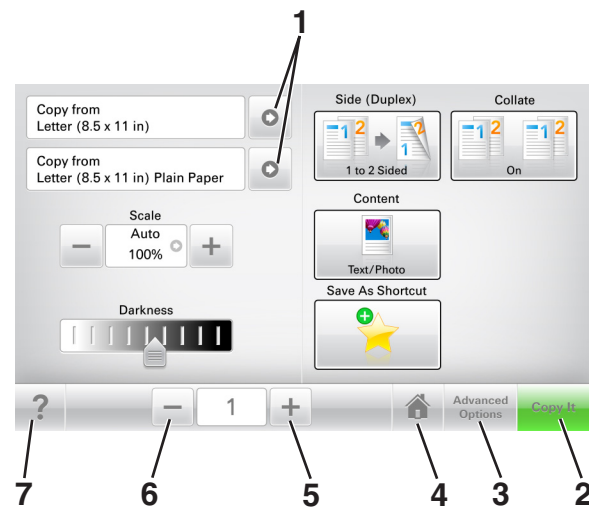 1
Copy from
Letter (8.5 x 11 in)
Copy from
Letter (8.5 x 11 in) Plain Paper
Scale
Auto
100%
Darkness
Side (Duplex)
1 2 2 1
1 to 2 Sided
Collate
1 2 1 2
On
Content
Text/Photo
Save As Shortcut
?
1
Advanced
Options
Copy It
7
6
5
4
3
2